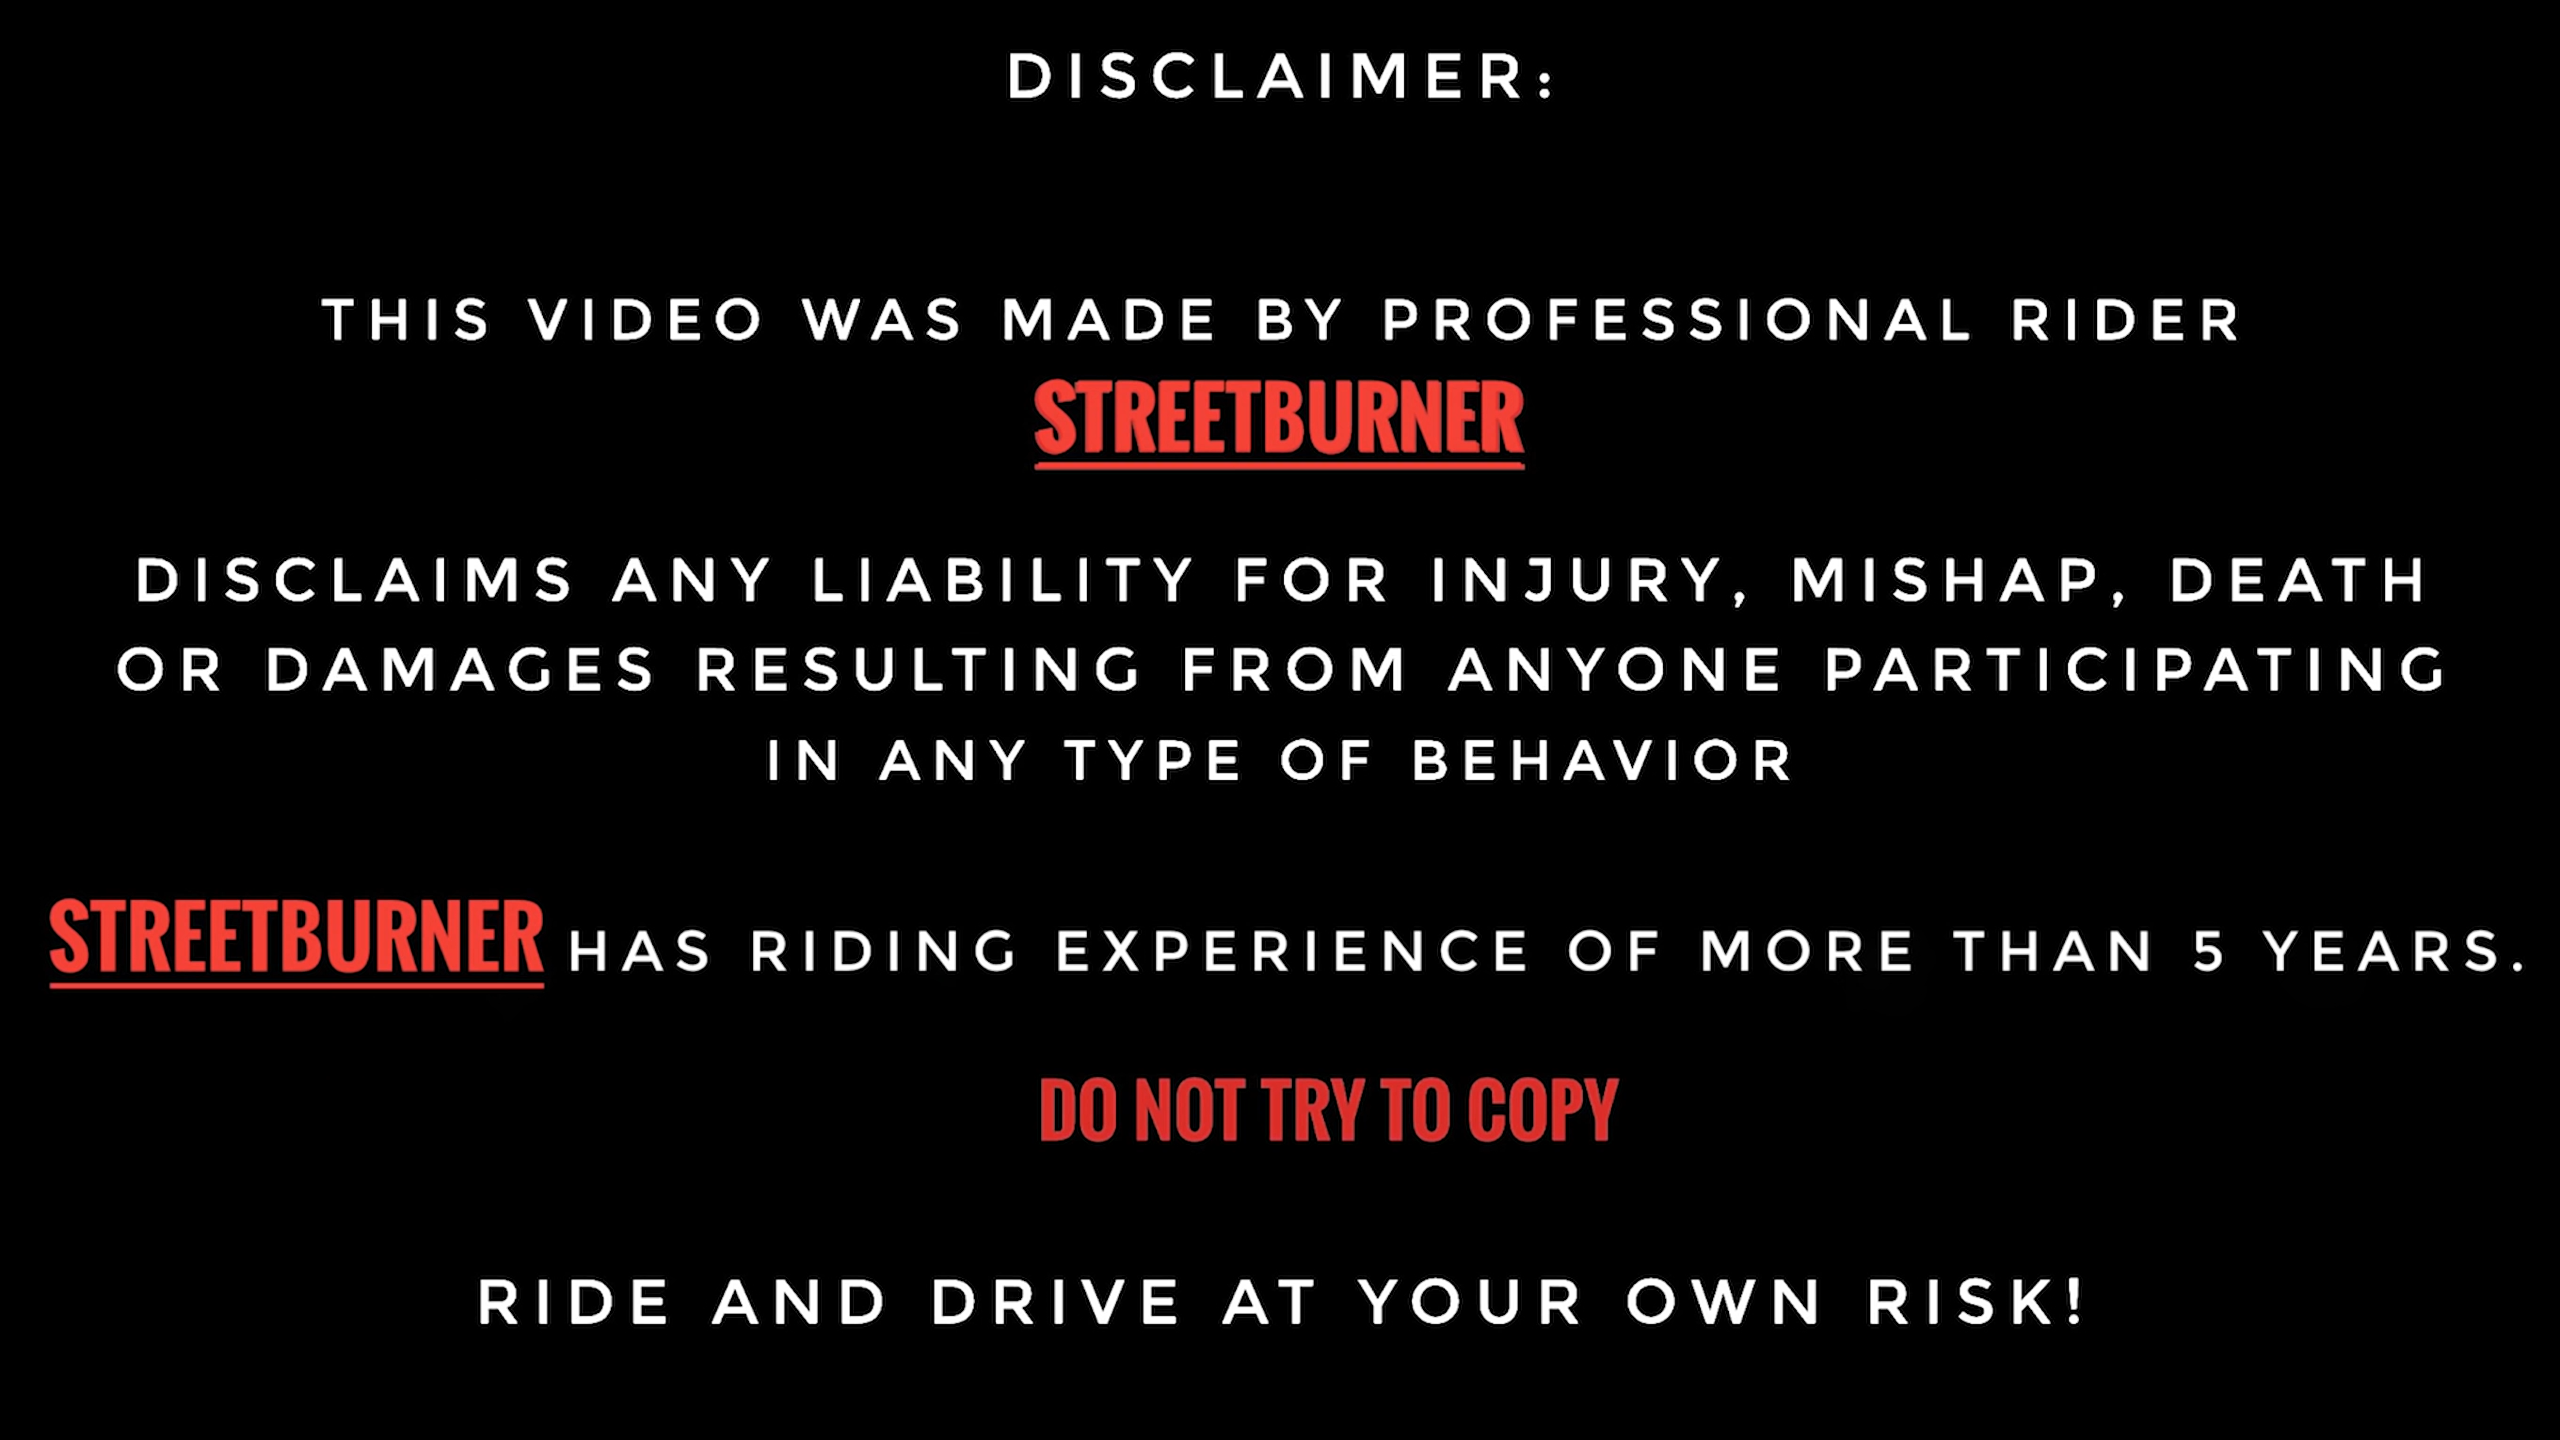 DISCLAIMER:
THIS VIDEO WAS MADE BY PROFESSIONAL RIDER
STREETBURNER
DISCLAIMS ANY LIABILITY FOR INJURY, MISHAP, DEATH
OR DAMAGES RESULTING FROM ANYONE PARTICIPATING
IN ANY TYPE OF BEHAVIOR
STREETBURNER HAS RIDING EXPERIENCE OF MORE THAN 5 YEARS.
DO NOT TRY TO COPY
RIDE AND DRIVE AT YOUR OWN RISK!